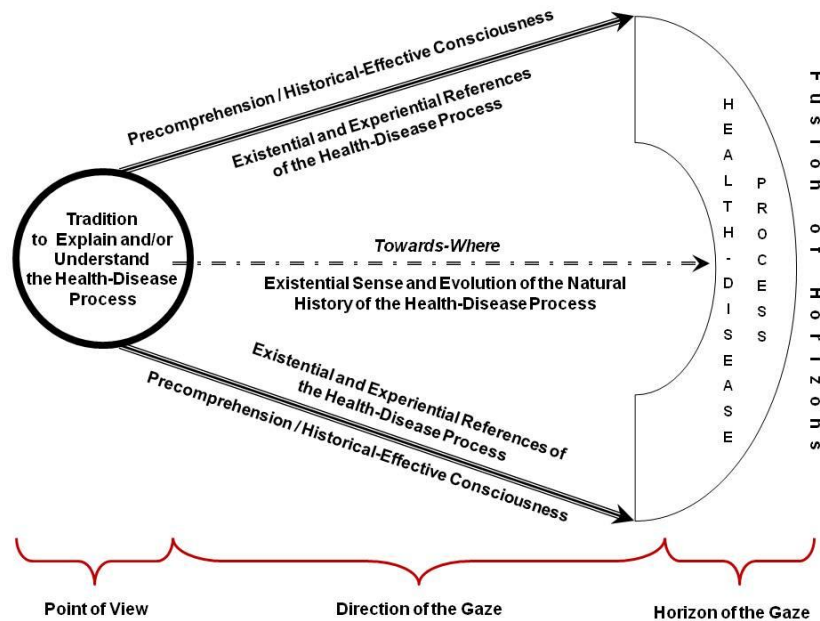 Precomprehension / Historical-Effective Consciousness
Existential and Experiential References
of the Health-Disease Process
Tradition
to Explain and/or
Understand
the Health-Disease
Process
Towards-Where
Existential Sense and Evolution of the Natural
History of the Health-Disease Process
Existential and Experiential References of
the Health-Disease Process
Precomprehension / Historical-Effective Consciousness
HEALTH-DISEASE
PROCESS
Fusion of Horizons
Point of View
Direction of the Gaze
Horizon of the Gaze